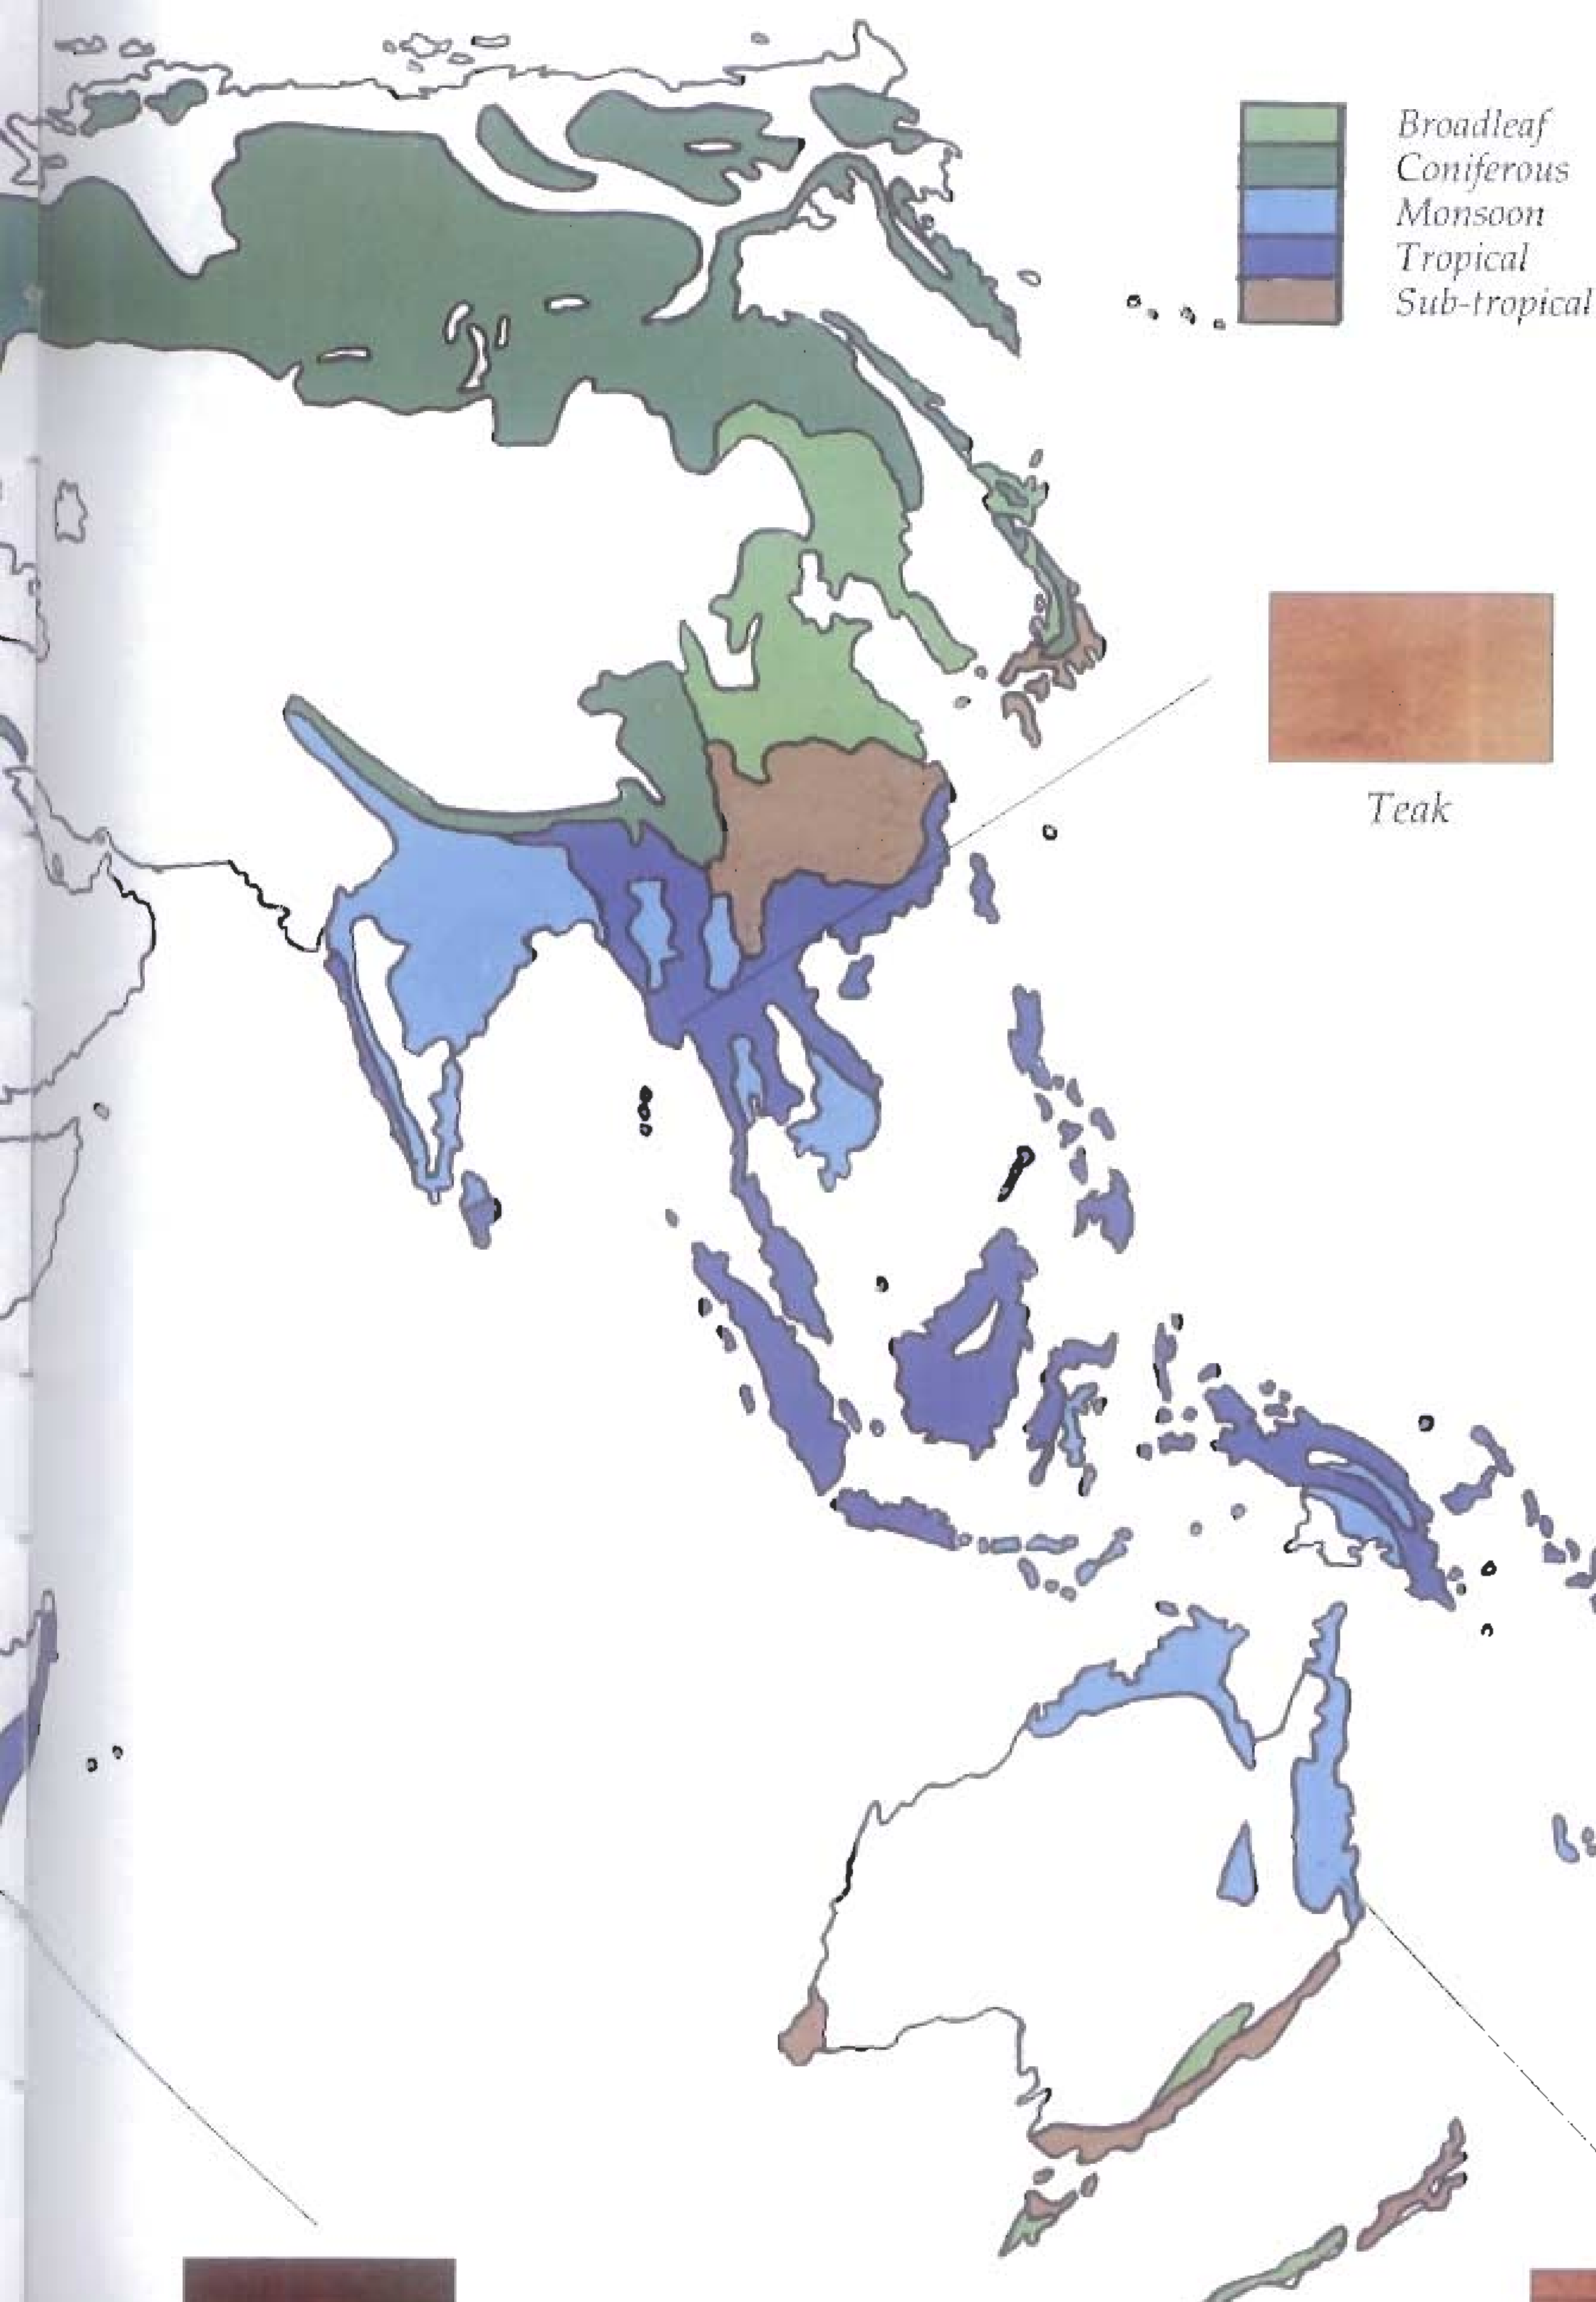 Broadleaf
Coniferous
Monsoon
Tropical
Sub-tropical
Teak